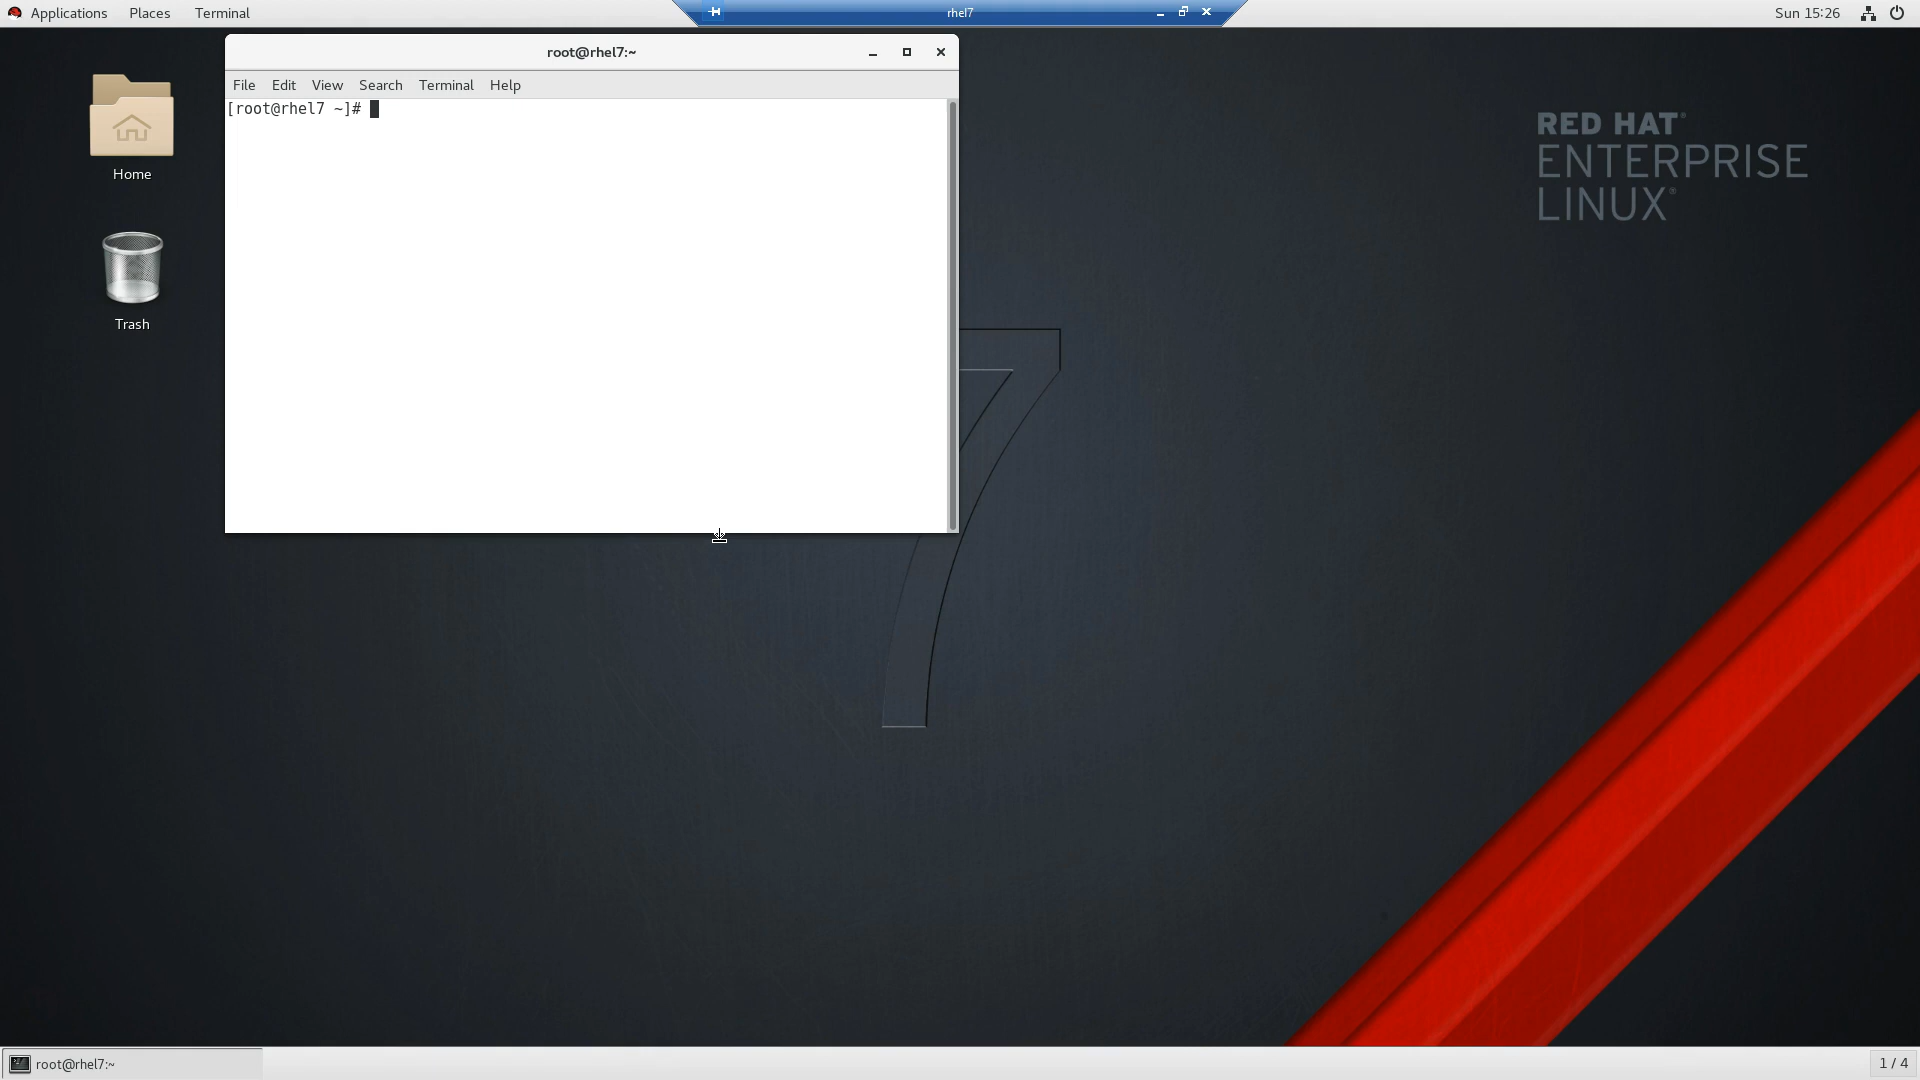 Applications Places Terminal
rhel7
Sun 15:26
root@rhel7:~
File Edit View Search Terminal Help
[root@rhel7 ~]#
Home
Trash
RED HAT®
ENTERPRISE
LINUX®
7
root@rhel7:~
1 / 4